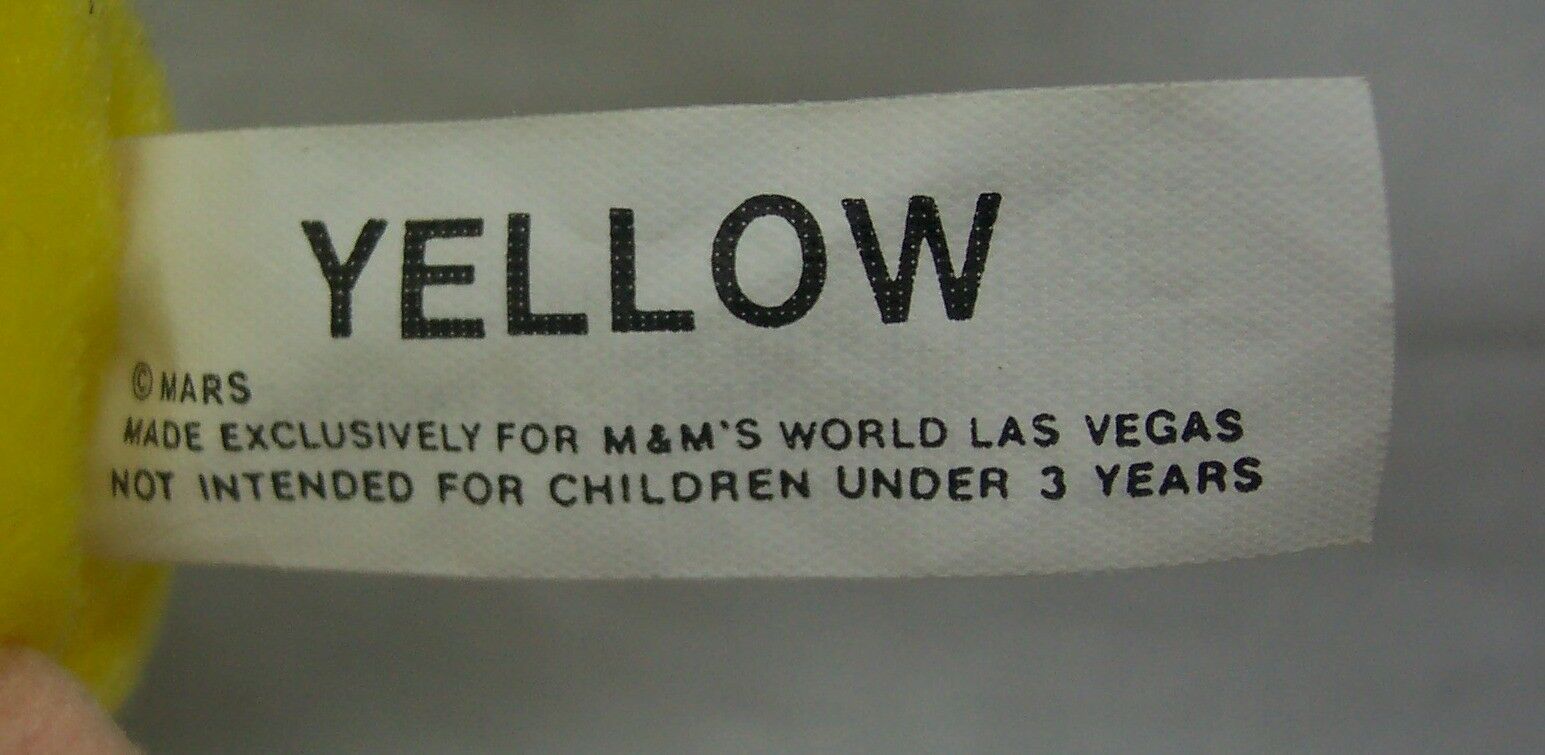 YELLOW
©MARS
MADE EXCLUSIVELY FOR M&M'S WORLD LAS VEGAS
NOT INTENDED FOR CHILDREN UNDER 3 YEARS